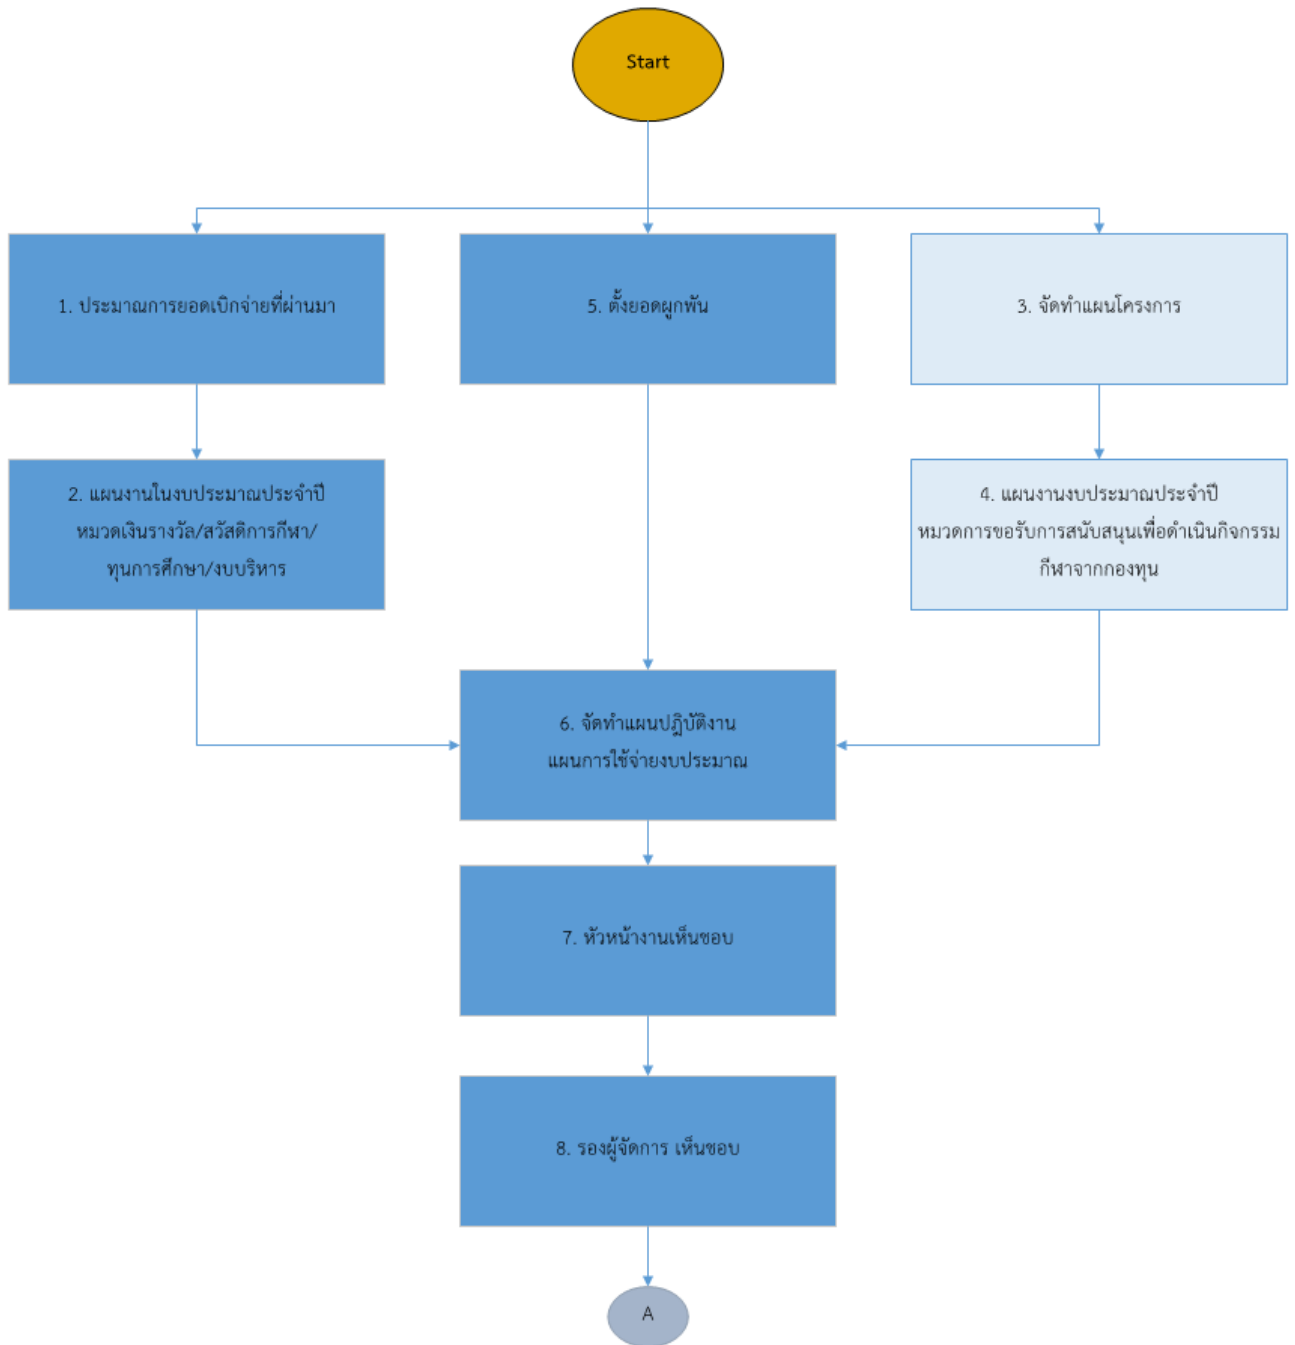 Start
1. ประมาณการยอดเบิกจ่ายที่ผ่านมา
5. ตั้งยอดผูกพัน
3. จัดทำแผนโครงการ
2. แผนงานในงบประมาณประจำปี
หมวดเงินรางวัล/สวัสดิการกีฬา/
ทุนการศึกษา/งบบริหาร
4. แผนงานงบประมาณประจำปี
หมวดการขอรับการสนับสนุนเพื่อดำเนินกิจกรรม
กีฬาจากกองทุน
6. จัดทำแผนปฏิบัติงาน
แผนการใช้จ่ายงบประมาณ
7. หัวหน้างานเห็นชอบ
8. รองผู้จัดการ เห็นชอบ
A